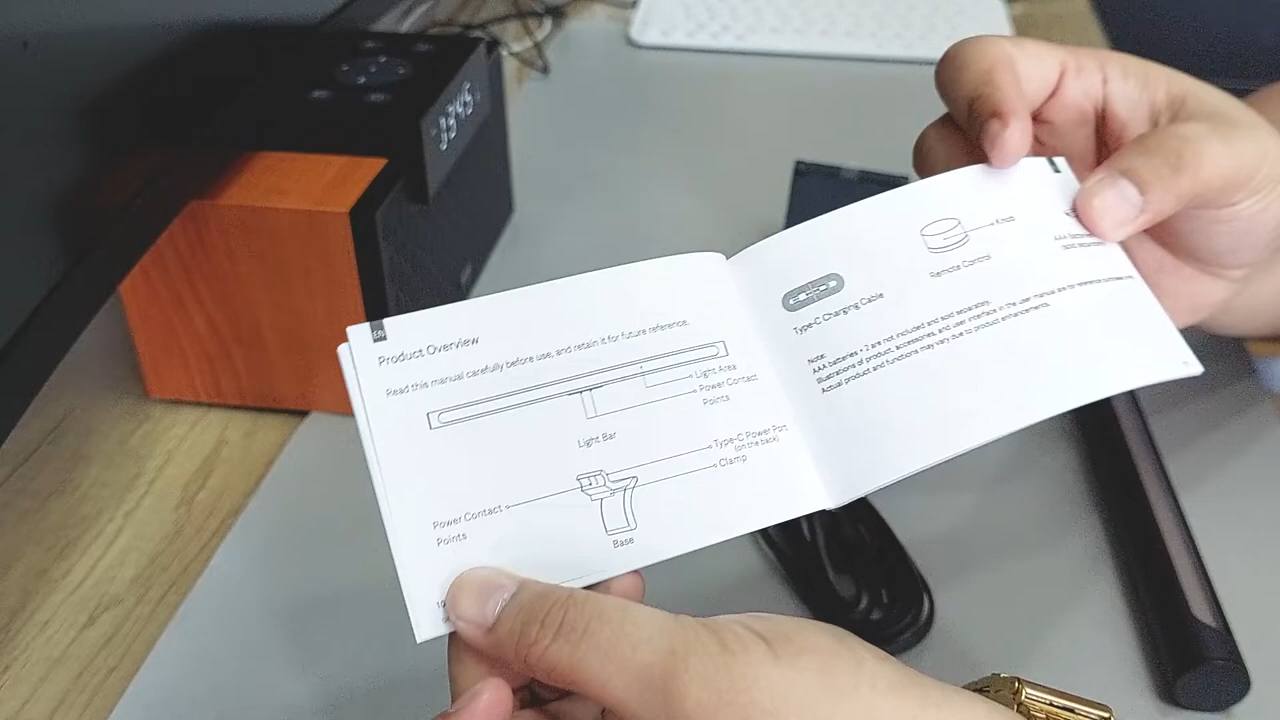 EN
Product Overview
Read this manual carefully before use, and retain it for future reference.
Light Area
Power Contact
Points
Light Bar
Type-C Power Port
(on the back)
Clamp
Power Contact
Points
Base
10
Type-C Charging Cable
Remote Control
Note:
AAA batteries × 2 are not included and sold separately.
Illustrations of product, accessories, and user interface in the user manual are for reference purposes only.
Actual product and functions may vary due to product enhancements.
1345